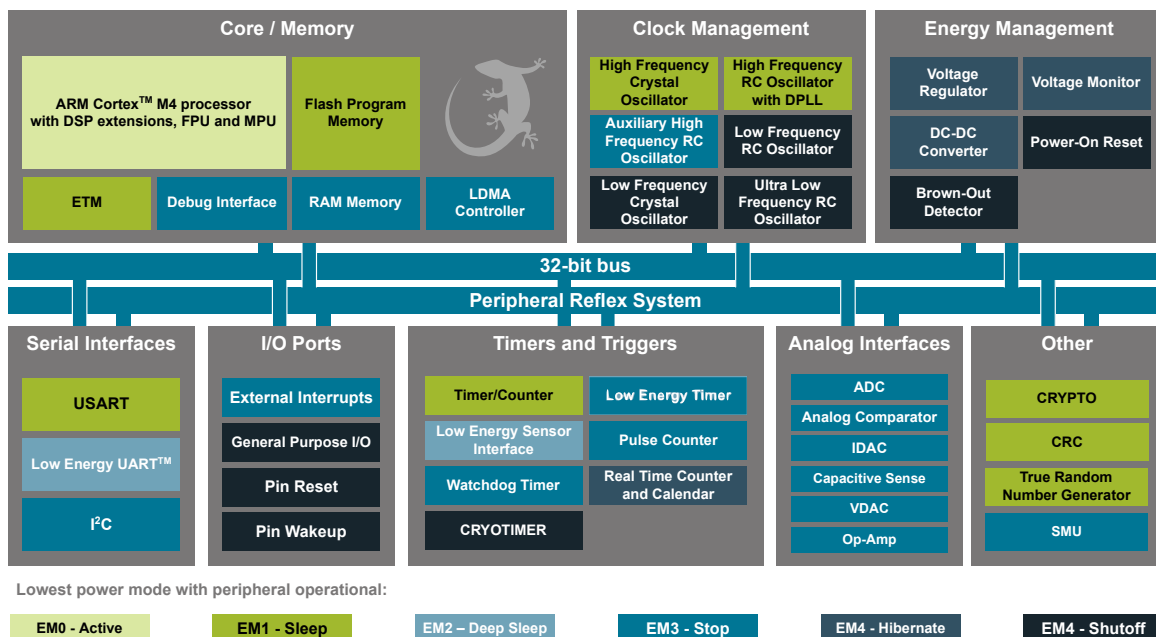 Core / Memory
ARM Cortex™ M4 processor
with DSP extensions, FPU and MPU
Flash Program
Memory
ETM
Debug Interface
RAM Memory
LDMA
Controller
Clock Management
High Frequency
Crystal
Oscillator
High Frequency
RC Oscillator
with DPLL
Auxiliary High
Frequency RC
Oscillator
Low Frequency
RC Oscillator
Low Frequency
Crystal
Oscillator
Ultra Low
Frequency RC
Oscillator
Energy Management
Voltage
Regulator
Voltage Monitor
DC-DC
Converter
Power-On Reset
Brown-Out
Detector
32-bit bus
Peripheral Reflex System
Serial Interfaces
USART
Low Energy UART™
I²C
I/O Ports
External Interrupts
General Purpose I/O
Pin Reset
Pin Wakeup
Timers and Triggers
Timer/Counter
Low Energy Timer
Low Energy Sensor
Interface
Pulse Counter
Watchdog Timer
Real Time Counter
and Calendar
CRYOTIMER
Analog Interfaces
ADC
Analog Comparator
IDAC
Capacitive Sense
VDAC
Op-Amp
Other
CRYPTO
CRC
True Random
Number Generator
SMU
Lowest power mode with peripheral operational:
EM0 - Active
EM1 - Sleep
EM2 – Deep Sleep
EM3 - Stop
EM4 - Hibernate
EM4 - Shutoff